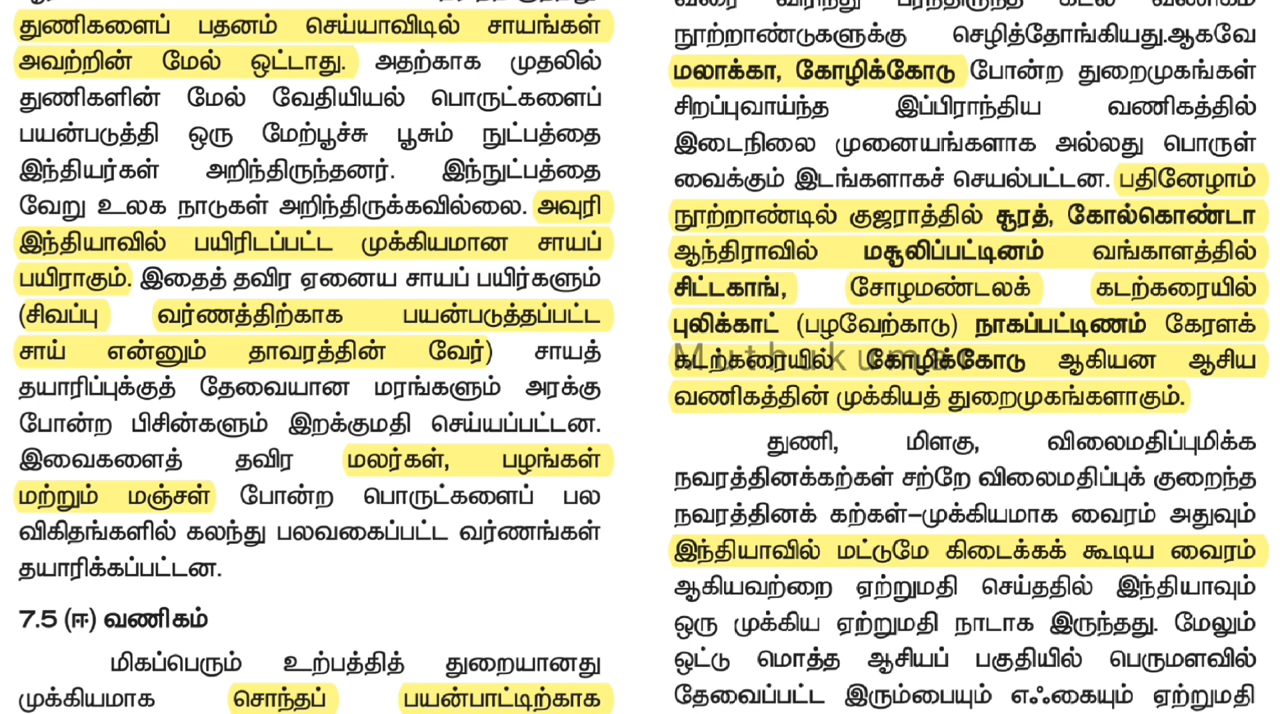 துணிகளைப் பதனம் செய்யாவிடில் சாயங்கள்
அவற்றின் மேல் ஒட்டாது. அதற்காக முதலில்
துணிகளின் மேல் வேதியியல் பொருட்களைப்
பயன்படுத்தி ஒரு மேற்பூச்சு பூசும் நுட்பத்தை
இந்தியர்கள் அறிந்திருந்தனர். இந்நுட்பத்தை
வேறு உலக நாடுகள் அறிந்திருக்கவில்லை. அவுரி
இந்தியாவில் பயிரிடப்பட்ட முக்கியமான சாயப்
பயிராகும். இதைத் தவிர ஏனைய சாயப் பயிர்களும்
(சிவப்பு வர்ணத்திற்காக பயன்படுத்தப்பட்ட
சாய் என்னும் தாவரத்தின் வேர்) சாயத்
தயாரிப்புக்குத் தேவையான மரங்களும் அரக்கு
போன்ற பிசின்களும் இறக்குமதி செய்யப்பட்டன.
இவைகளைத் தவிர மலர்கள், பழங்கள்
மற்றும் மஞ்சள் போன்ற பொருட்களைப் பல
விகிதங்களில் கலந்து பலவகைப்பட்ட வர்ணங்கள்
தயாரிக்கப்பட்டன.
7.5 (ஈ) வணிகம்
மிகப்பெரும் உற்பத்தித் துறையானது
முக்கியமாக சொந்தப் பயன்பாட்டிற்காக
வரை விரிந்து பரந்திருந்த கடல் வணிகம்
நூற்றாண்டுகளுக்கு செழித்தோங்கியது.ஆகவே
மலாக்கா, கோழிக்கோடு போன்ற துறைமுகங்கள்
சிறப்புவாய்ந்த இப்பிராந்திய வணிகத்தில்
இடைநிலை முனையங்களாக அல்லது பொருள்
வைக்கும் இடங்களாகச் செயல்பட்டன. பதினேழாம்
நூற்றாண்டில் குஜராத்தில் சூரத், கோல்கொண்டா
ஆந்திராவில் மசூலிப்பட்டினம் வங்காளத்தில்
சிட்டகாங், சோழமண்டலக் கடற்கரையில்
புலிக்காட் (பழவேற்காடு) நாகப்பட்டிணம் கேரளக்
கடற்கரையில் கோழிக்கோடு ஆகியன ஆசிய
Muthukumar
வணிகத்தின் முக்கியத் துறைமுகங்களாகும்.
துணி, மிளகு, விலைமதிப்புமிக்க
நவரத்தினக்கற்கள் சற்றே விலைமதிப்புக் குறைந்த
நவரத்தினக் கற்கள்–முக்கியமாக வைரம் அதுவும்
இந்தியாவில் மட்டுமே கிடைக்கக் கூடிய வைரம்
ஆகியவற்றை ஏற்றுமதி செய்ததில் இந்தியாவும்
ஒரு முக்கிய ஏற்றுமதி நாடாக இருந்தது. மேலும்
ஒட்டு மொத்த ஆசியப் பகுதியில் பெருமளவில்
தேவைப்பட்ட இரும்பையும் எஃகையும் ஏற்றுமதி